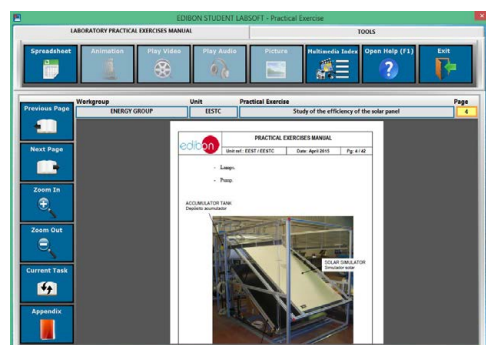 EDIBON STUDENT LABSOFT - Practical Exercise
LABORATORY PRACTICAL EXERCISES MANUAL
TOOLS
Spreadsheet
Animation
Play Video
Play Audio
Picture
Multimedia Index
Open Help (F1)
Exit
Previous Page
Workgroup
Unit
Practical Exercise
Page
ENERGY GROUP
EESTC
Study of the efficiency of the solar panel
4
Next Page
Zoom In
Zoom Out
Current Task
Appendix
edibon
PRACTICAL EXERCISES MANUAL
Unit ref.: EEST / EESTC
Date: April 2015
Pg: 4 / 42
- Lamps.
- Pump.
ACCUMULATOR TANK
Depósito acumulador
SOLAR SIMULATOR
Simulador solar